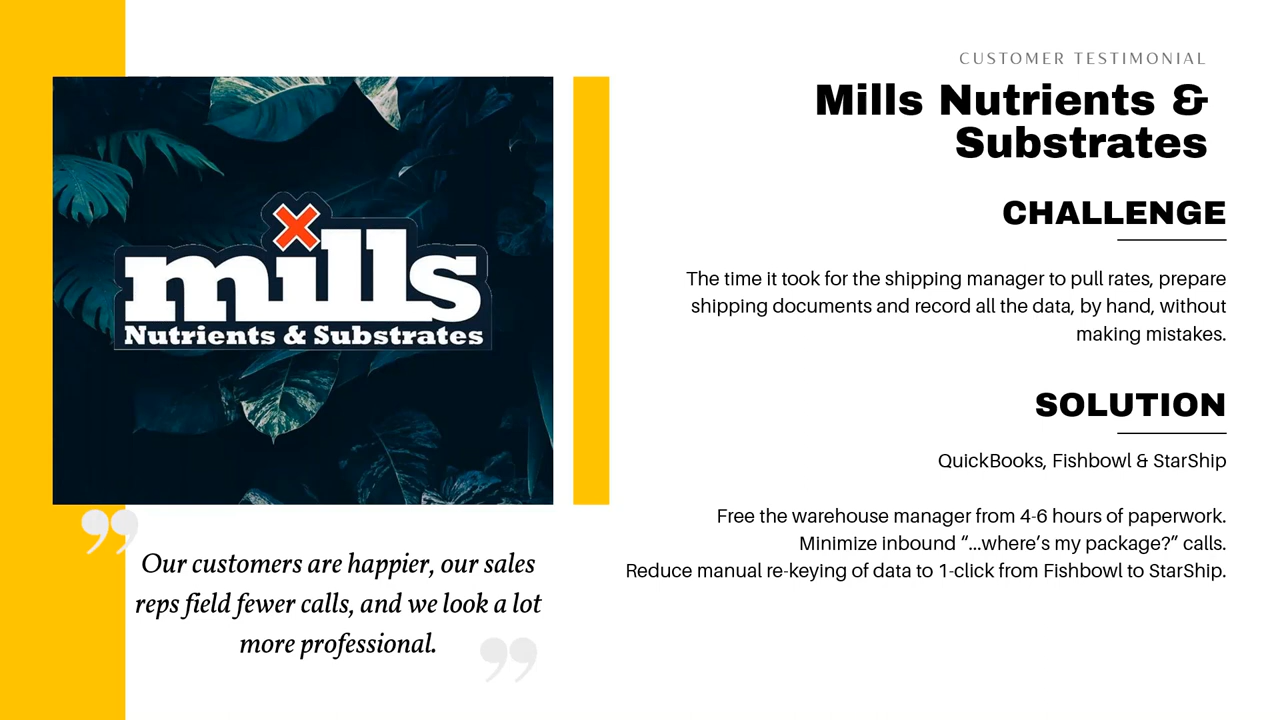 CUSTOMER TESTIMONIAL
Mills Nutrients &
Substrates
mills
Nutrients & Substrates
CHALLENGE
The time it took for the shipping manager to pull rates, prepare
shipping documents and record all the data, by hand, without
making mistakes.
SOLUTION
QuickBooks, Fishbowl & StarShip
Free the warehouse manager from 4-6 hours of paperwork.
Minimize inbound “...where’s my package?” calls.
Reduce manual re-keying of data to 1-click from Fishbowl to StarShip.
”
Our customers are happier, our sales
reps field fewer calls, and we look a lot
more professional.
”